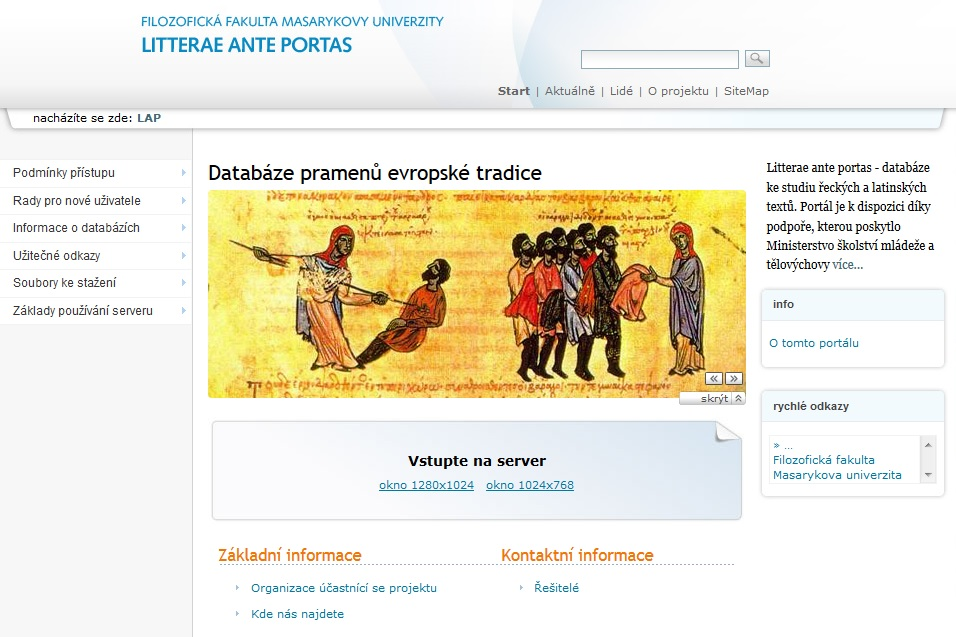 FILOZOFICKÁ FAKULTA MASARYKOVY UNIVERZITY
LITTERAE ANTE PORTAS
Start | Aktuálně | Lidé | O projektu | SiteMap
nacházíte se zde: LAP
Podmínky přístupu
Rady pro nové uživatele
Informace o databázích
Užitečné odkazy
Soubory ke stažení
Základy používání serveru
Databáze pramenů evropské tradice
skrýt
Vstupte na server
okno 1280x1024 okno 1024x768
Základní informace
Organizace účastnící se projektu
Kde nás najdete
Kontaktní informace
Řešitelé
Litterae ante portas - databáze
ke studiu řeckých a latinských
textů. Portál je k dispozici díky
podpoře, kterou poskytlo
Ministerstvo školství mládeže a
tělovýchovy více...
info
O tomto portálu
rychlé odkazy
» ...
Filozofická fakulta
Masarykova univerzita